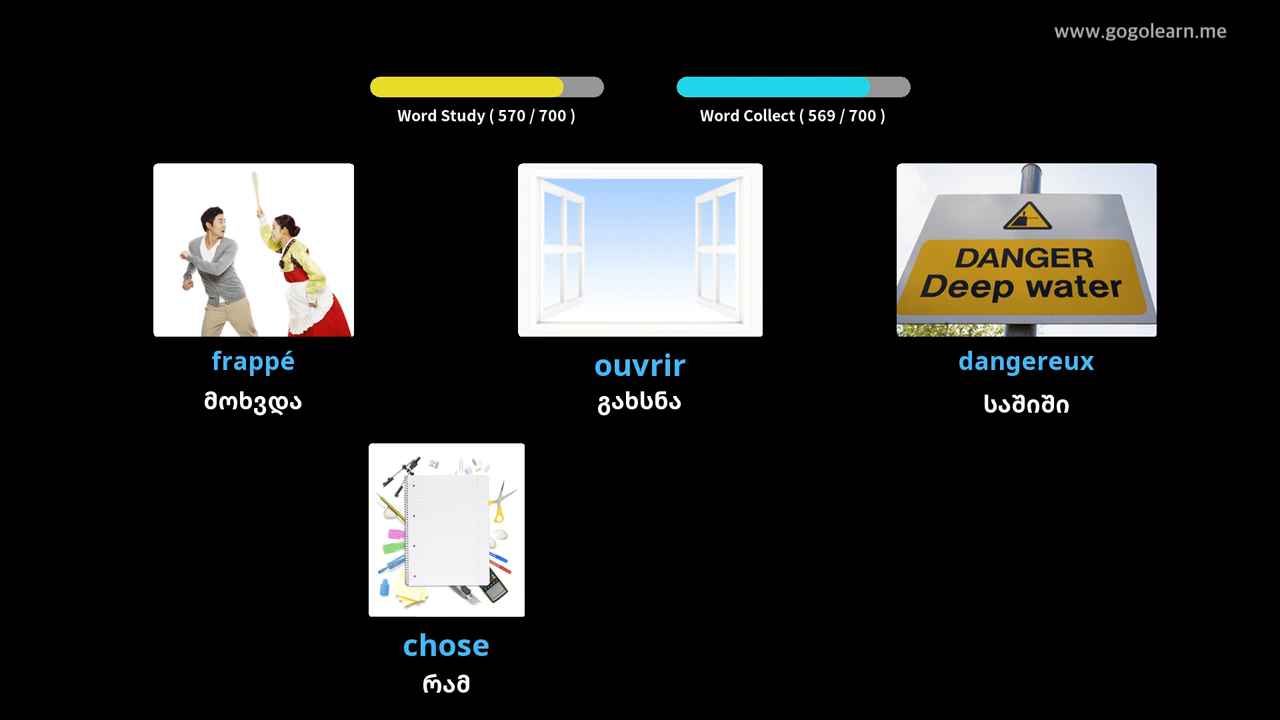 www.gogolearn.me
Word Study ( 570 / 700 )
Word Collect ( 569 / 700 )
DANGER
Deep water
frappé
ouvrir
dangereux
მოხვდა
გახსნა
საშიში
chose
რამ